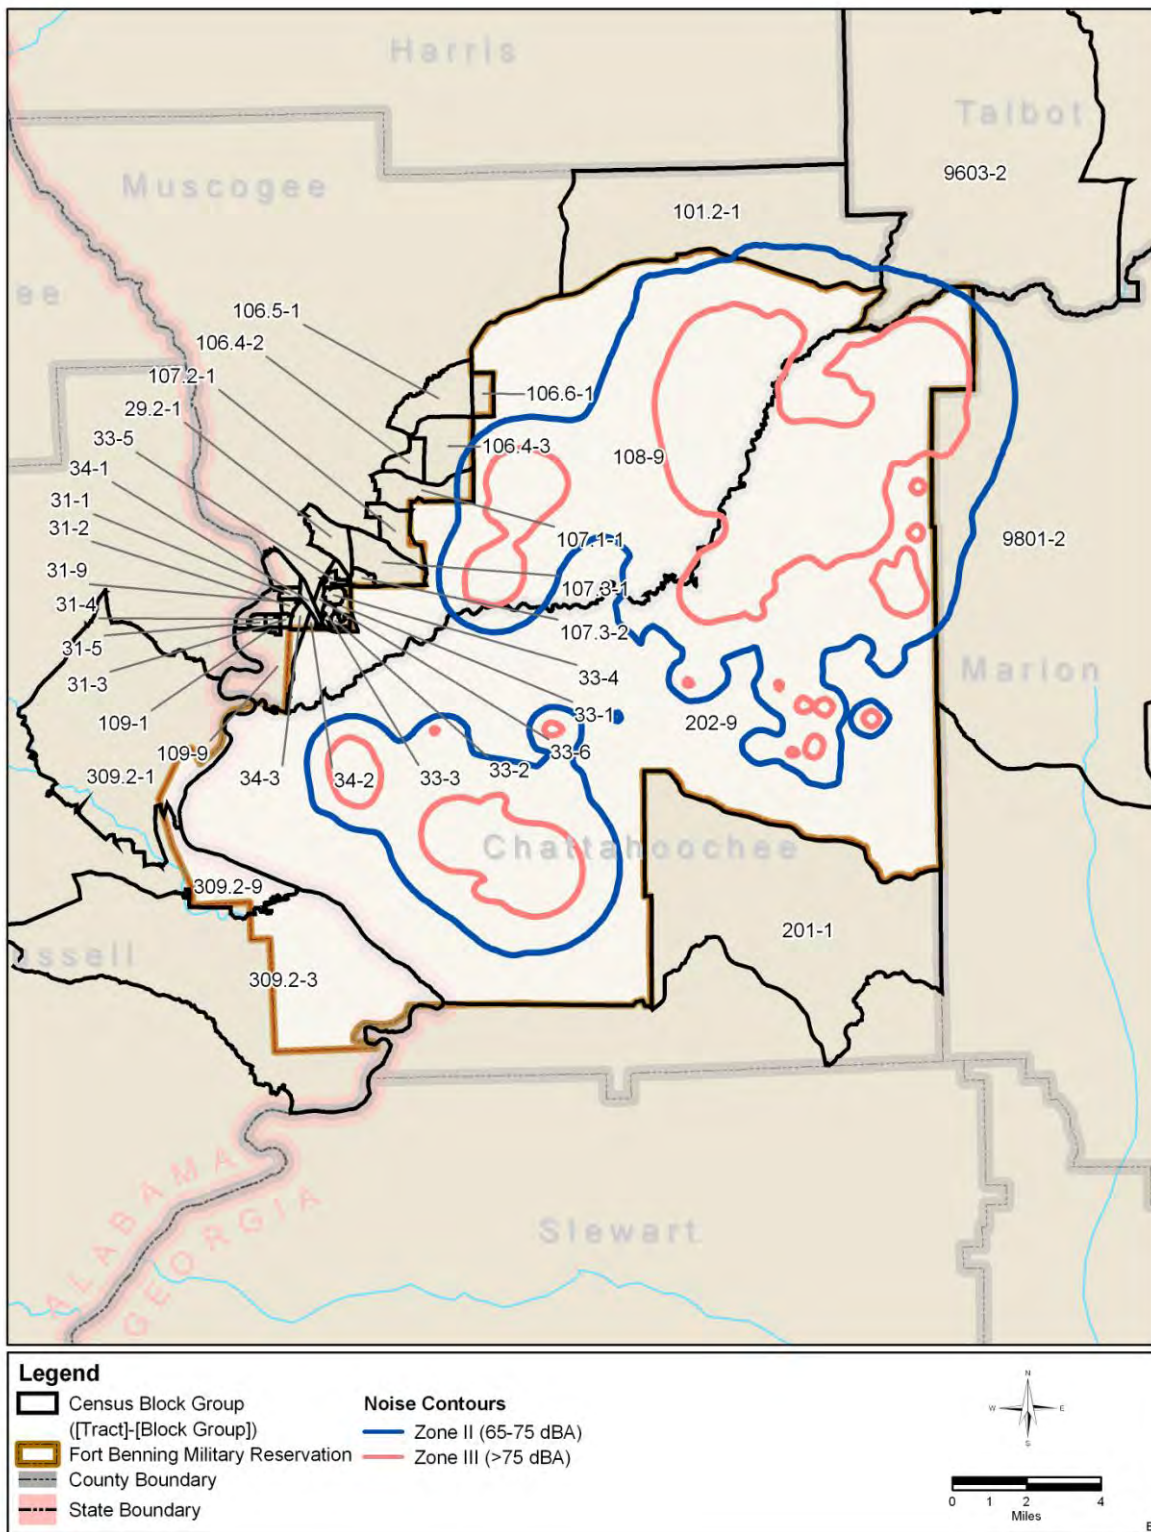 Harris
Talbot
9603-2
Muscogee
101.2-1
ee
106.5-1
106.4-2
107.2-1
106.6-1
29.2-1
33-5
106.4-3
108-9
34-1
31-1
31-2
107.1-1
9801-2
31-9
107.3-1
31-4
107.3-2
31-5
Marion
31-3
33-4
109-1
33-1
202-9
109-9
33-6
309.2-1
34-3
34-2
33-3
33-2
Chattahoochee
309.2-9
201-1
ussell
309.2-3
ALABAMA
GEORGIA
Stewart
Legend
Census Block Group
([Tract]-[Block Group])
Fort Benning Military Reservation
County Boundary
State Boundary
Noise Contours
Zone II (65-75 dBA)
Zone III (>75 dBA)
N
W E
S
0 1 2 4
Miles
E